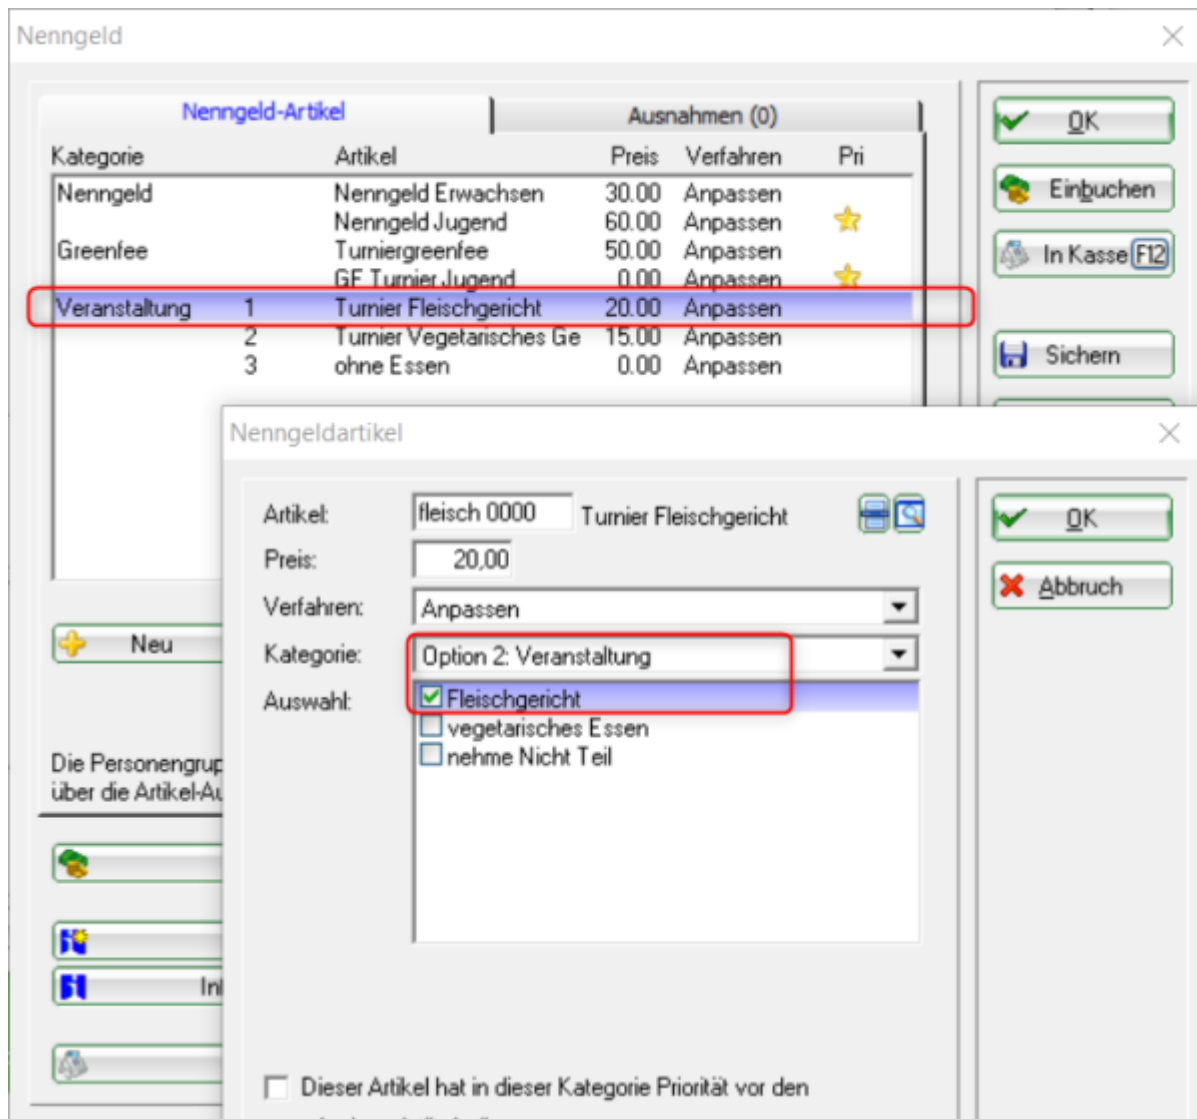 Nenngeld
Nenngeld-Artikel Ausnahmen (0)
Kategorie Artikel Preis Verfahren Pri
Nenngeld Nenngeld Erwachsen 30.00 Anpassen
Nenngeld Jugend 60.00 Anpassen
Greenfee Turniergreenfee 50.00 Anpassen
GF Turnier Jugend 0.00 Anpassen
Veranstaltung 1 Turnier Fleischgericht 20.00 Anpassen
2 Turnier Vegetarisches Ge 15.00 Anpassen
3 ohne Essen 0.00 Anpassen
OK
Einbuchen
In Kasse F12
Sichern
Neu
Die Personengrup
über die Artikel-Au
Nenngeldartikel
Artikel: fleisch 0000 Turnier Fleischgericht
Preis: 20,00
Verfahren: Anpassen
Kategorie: Option 2: Veranstaltung
Auswahl: Fleischgericht
vegetarisches Essen
nehme Nicht Teil
OK
Abbruch
Dieser Artikel hat in dieser Kategorie Priorität vor den